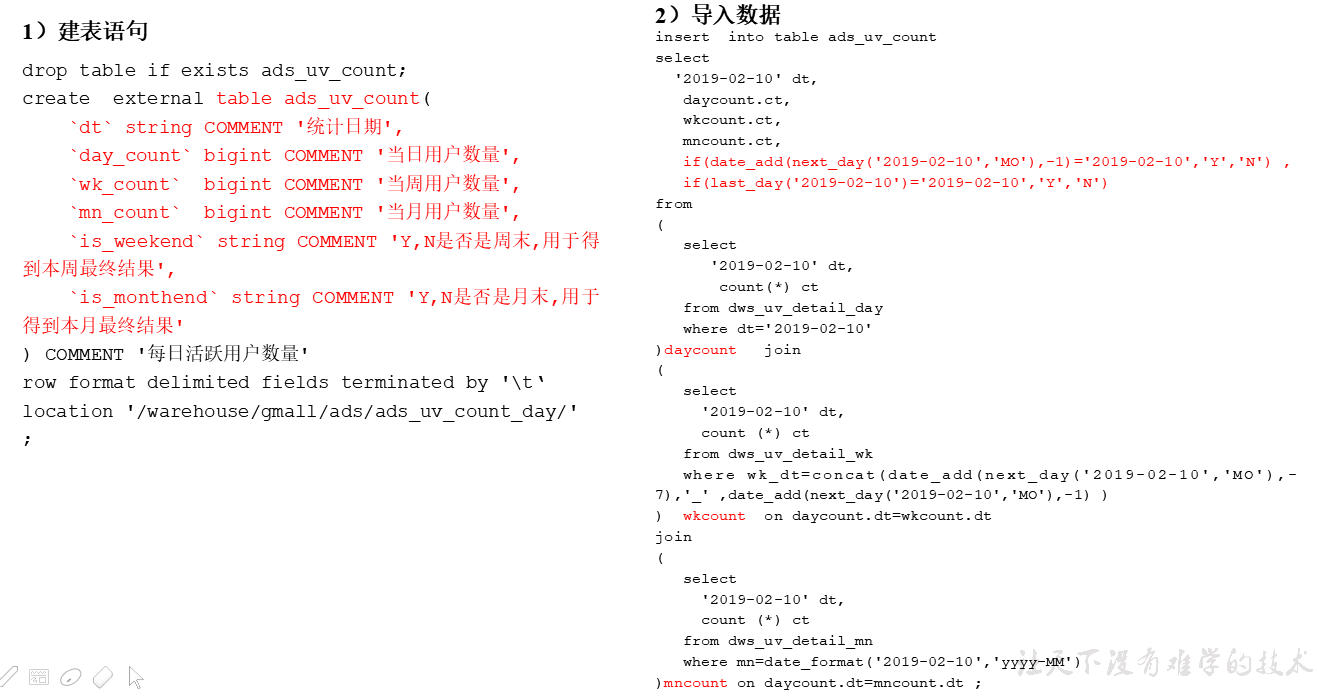 1）建表语句
drop table if exists ads_uv_count;
create  external table ads_uv_count(
    `dt` string COMMENT '统计日期',
    `day_count` bigint COMMENT '当日用户数量',
    `wk_count`  bigint COMMENT '当周用户数量',
    `mn_count`  bigint COMMENT '当月用户数量',
    `is_weekend` string COMMENT 'Y,N是否是周末,用于得
到本周最终结果',
    `is_monthend` string COMMENT 'Y,N是否是月末,用于
得到本月最终结果'
) COMMENT '每日活跃用户数量'
row format delimited fields terminated by '\t‘
location '/warehouse/gmall/ads/ads_uv_count_day/'
;
2）导入数据
insert  into table ads_uv_count
select
  '2019-02-10' dt,
   daycount.ct,
   wkcount.ct,
   mncount.ct,
   if(date_add(next_day('2019-02-10','MO'),-1)='2019-02-10','Y','N') ,
   if(last_day('2019-02-10')='2019-02-10','Y','N')
from
(
   select
      '2019-02-10' dt,
       count(*) ct
   from dws_uv_detail_day
   where dt='2019-02-10'
)daycount   join
(
   select
     '2019-02-10' dt,
     count (*) ct
   from dws_uv_detail_wk
   where wk_dt=concat(date_add(next_day('2019-02-10','MO'),-
7),'_' ,date_add(next_day('2019-02-10','MO'),-1) )
)  wkcount  on daycount.dt=wkcount.dt
join
(
   select
     '2019-02-10' dt,
     count (*) ct
   from dws_uv_detail_mn
   where mn=date_format('2019-02-10','yyyy-MM')
)mncount on daycount.dt=mncount.dt ;
让天下没有难学的技术